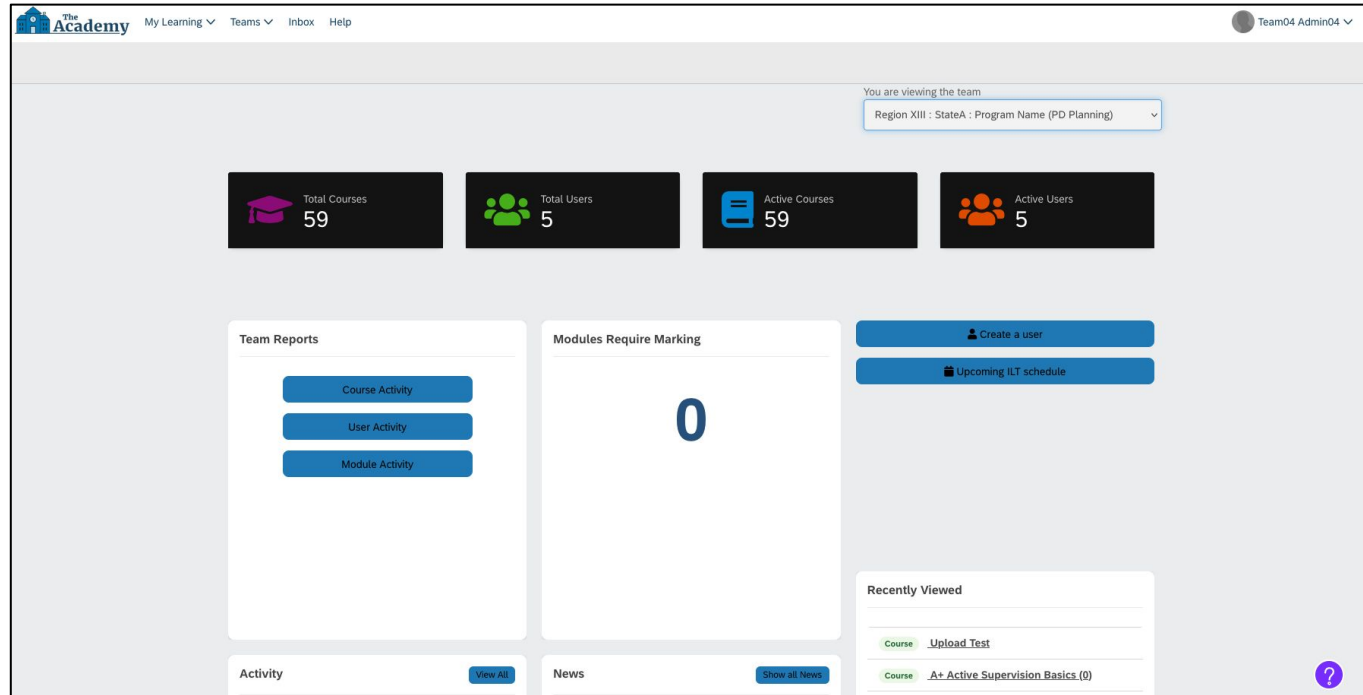 The Academy
My Learning Teams Inbox Help
Team04 Admin04
You are viewing the team
Region XIII : StateA : Program Name (PD Planning)
Total Courses
59
Total Users
5
Active Courses
59
Active Users
5
Team Reports
Course Activity
User Activity
Module Activity
Modules Require Marking
0
Create a user
Upcoming ILT schedule
Recently Viewed
Course Upload Test
Course A+ Active Supervision Basics (0)
Activity View All
News Show all News
?